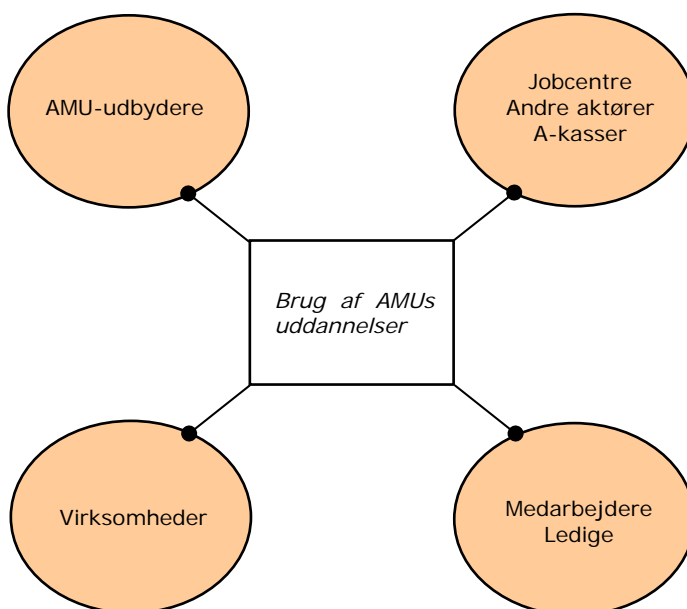 AMU-udbydere
Jobcentre
Andre aktører
A-kasser
Brug af AMUs
uddannelser
Virksomheder
Medarbejdere
Ledige